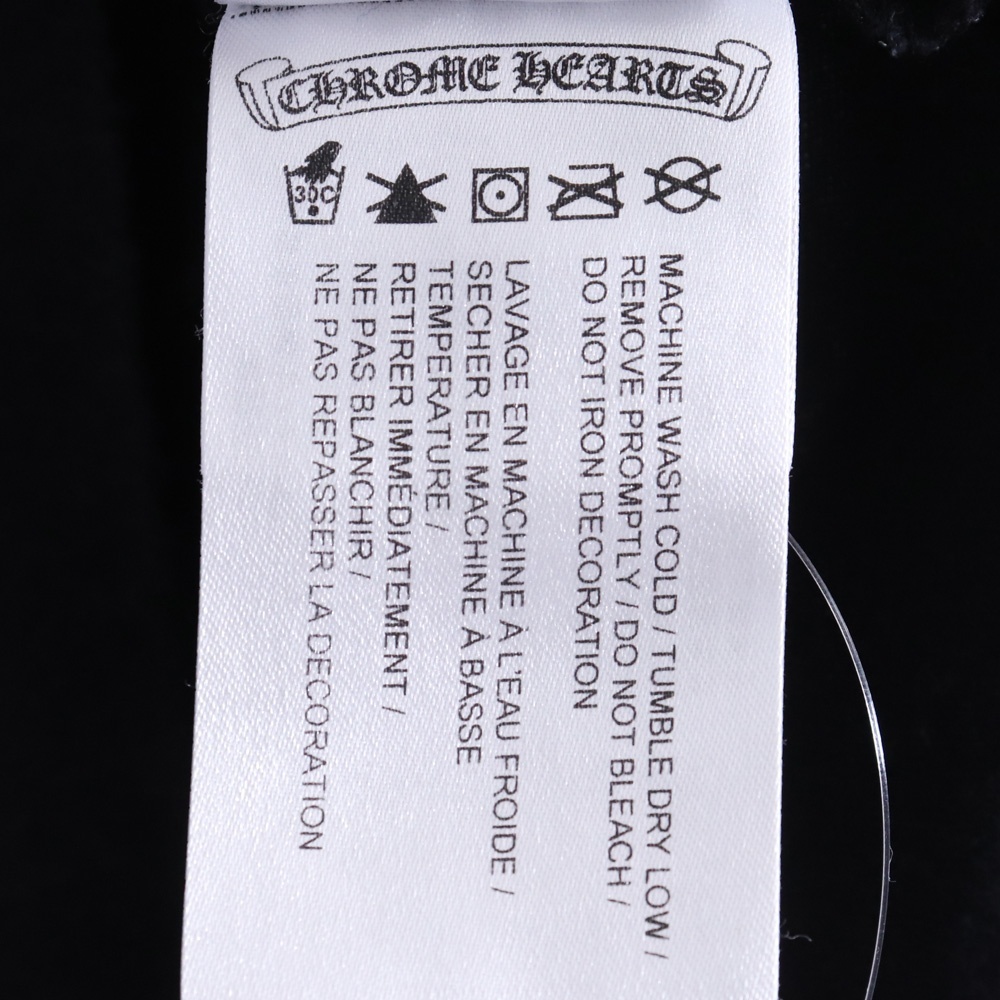 CHROME HEARTS
30C
MACHINE WASH COLD / TUMBLE DRY LOW /
REMOVE PROMPTLY / DO NOT BLEACH /
DO NOT IRON DECORATION
LAVAGE EN MACHINE À L'EAU FROIDE /
SECHER EN MACHINE À BASSE
TEMPERATURE /
RETIRER IMMÉDIATEMENT /
NE PAS BLANCHIR /
NE PAS REPASSER LA DECORATION